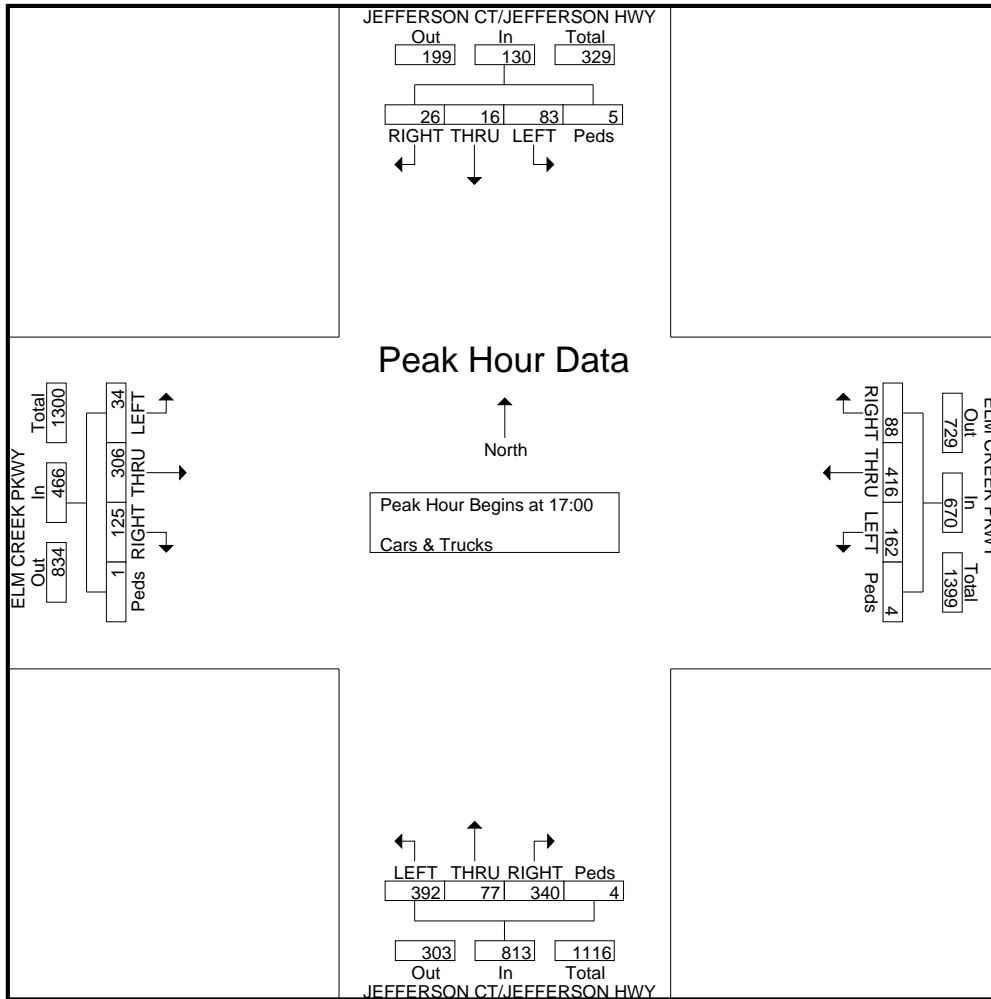 JEFFERSON CT/JEFFERSON HWY
Out In Total
199 130 329
26 16 83 5
RIGHT THRU LEFT Peds
Peak Hour Data
North
Peak Hour Begins at 17:00
Cars & Trucks
ELM CREEK PKWY
Total In Out
1300 466 834
34 306 125 1
LEFT THRU RIGHT Peds
ELM CREEK PKWY
Out In Total
729 670 1399
88 416 162 4
RIGHT THRU LEFT Peds
LEFT THRU RIGHT Peds
392 77 340 4
303 813 1116
Out In Total
JEFFERSON CT/JEFFERSON HWY